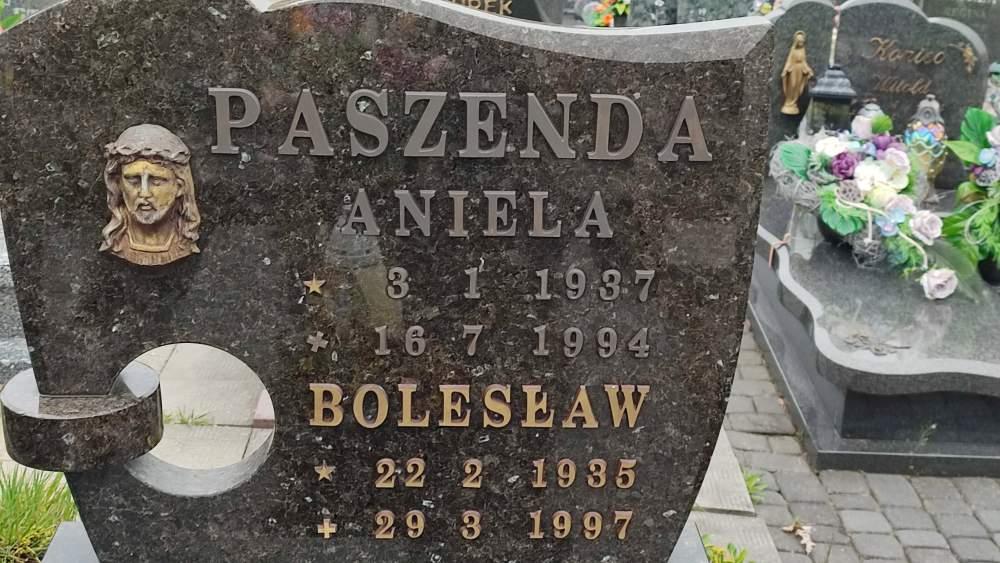 PASZENDA
ANIELA
3 1 1937
16 7 1994
BOLESŁAW
22 2 1935
29 3 1997